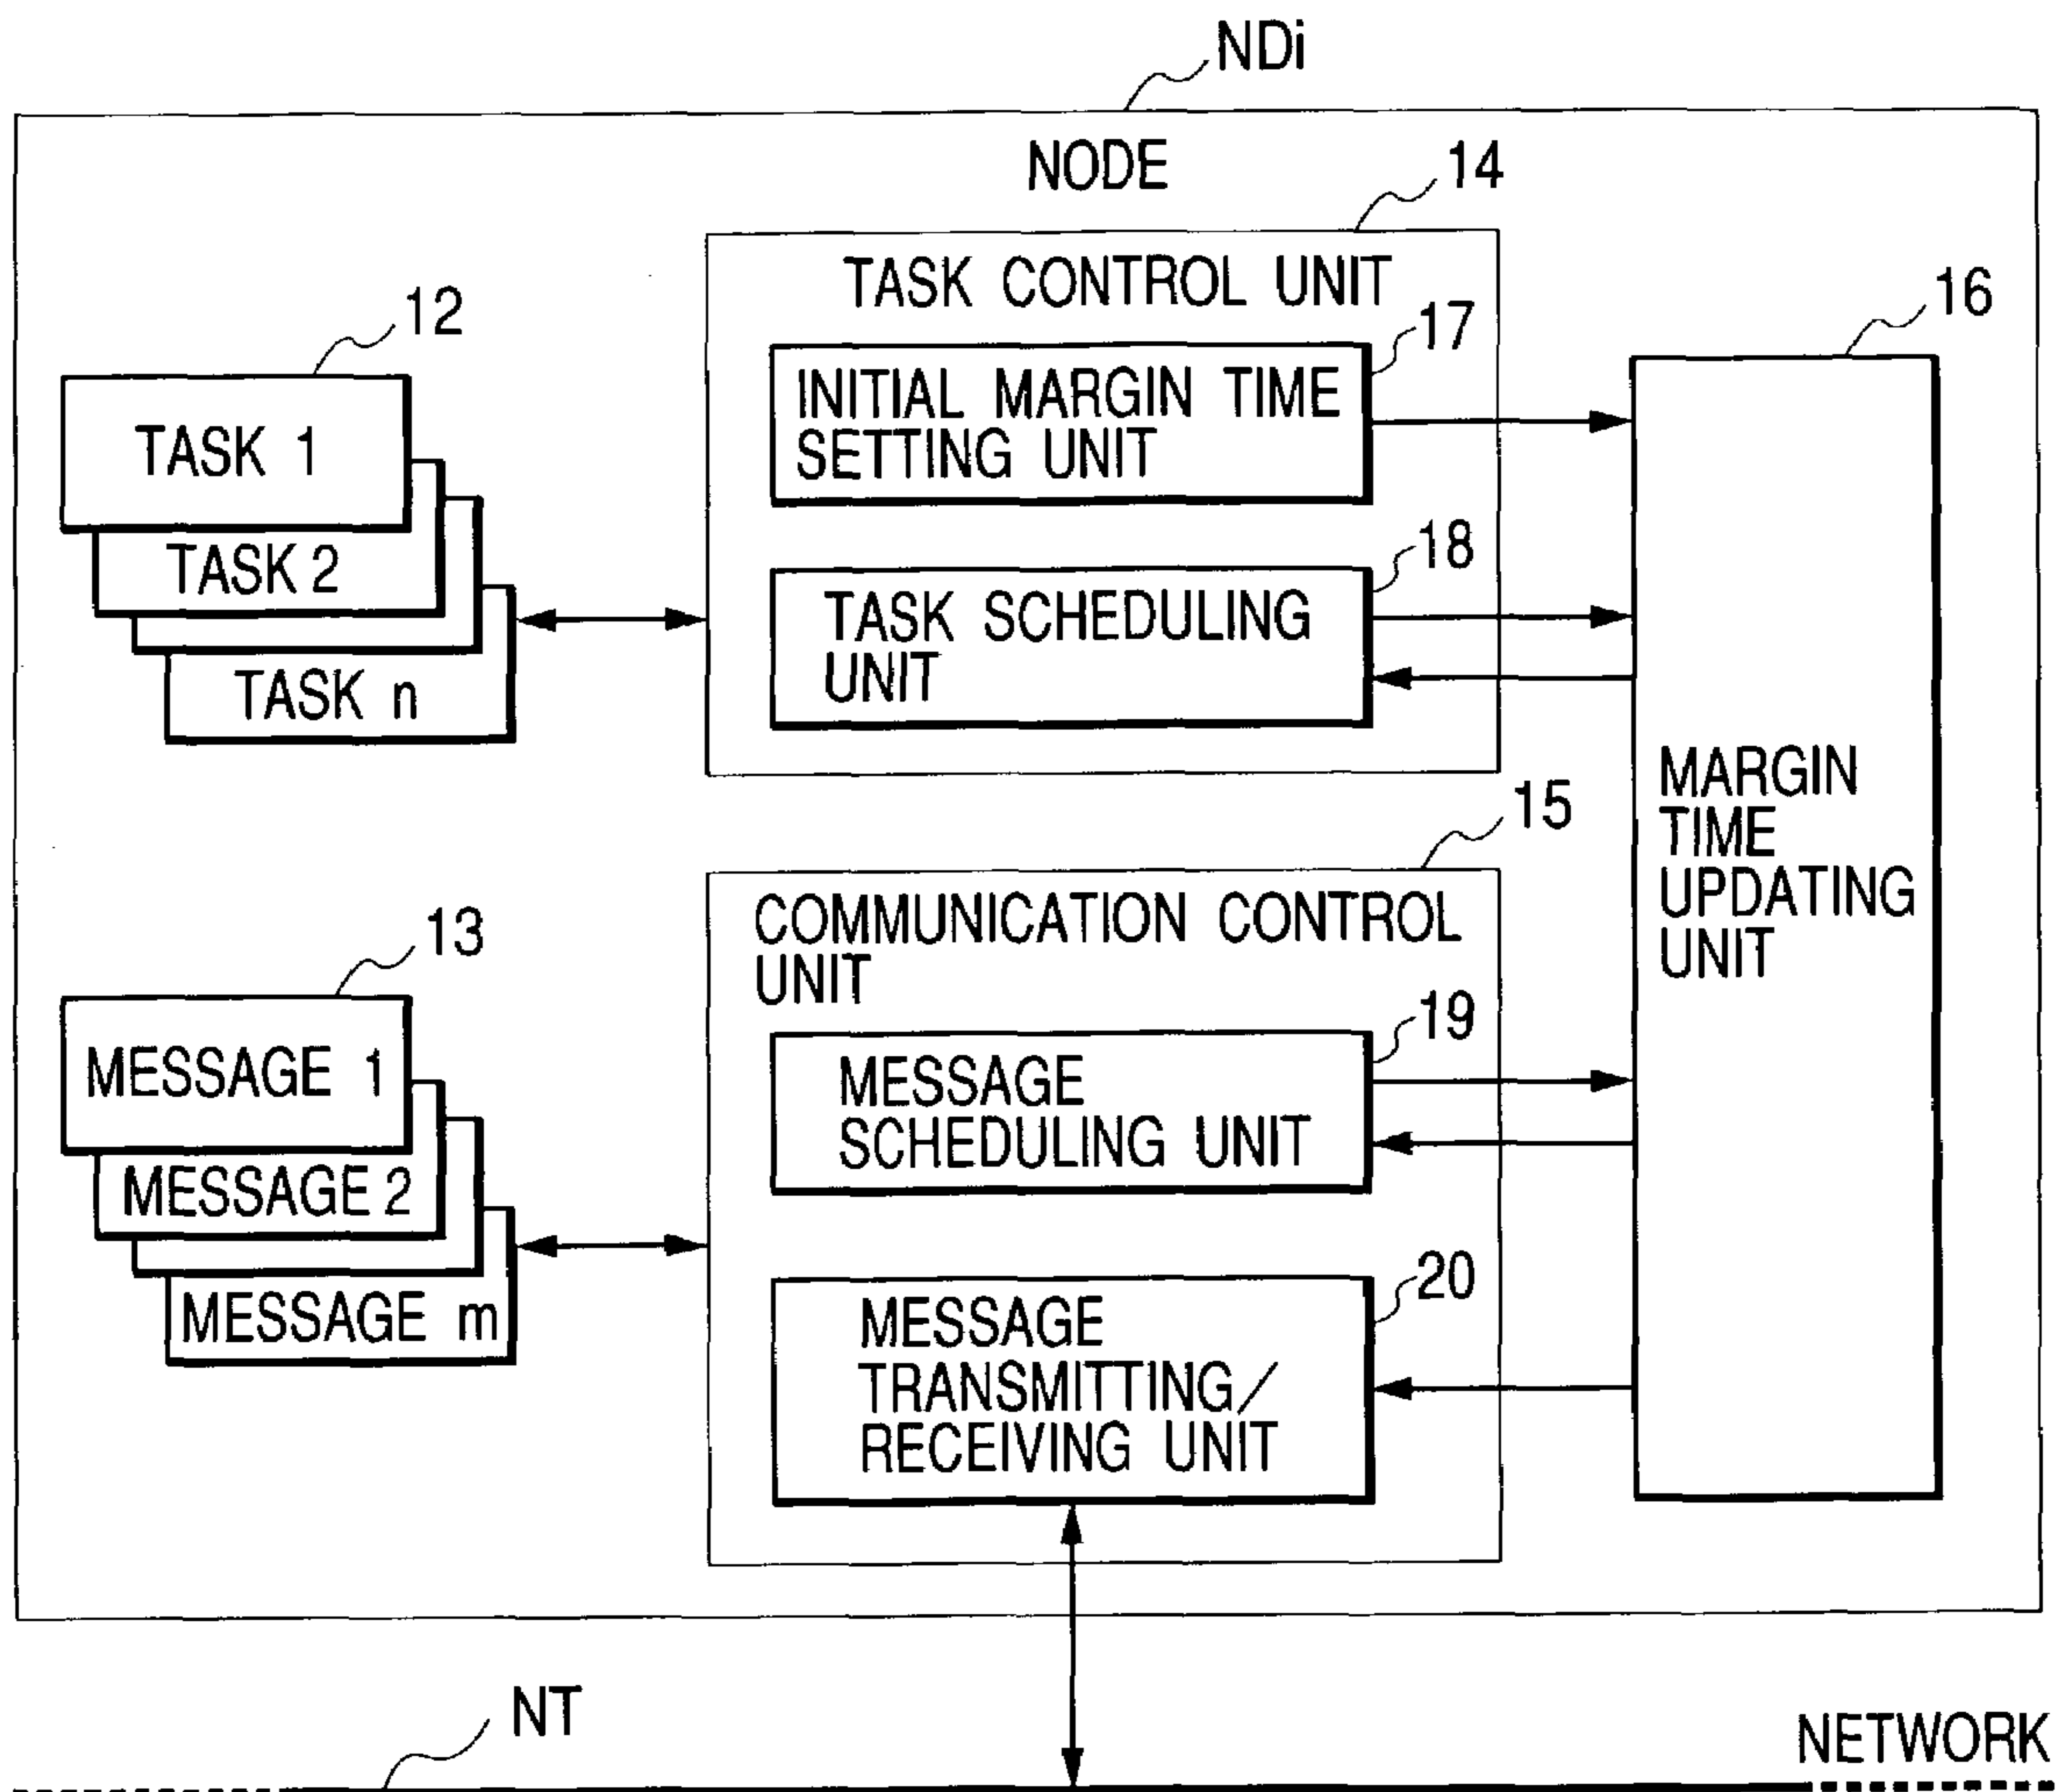 NDi
NODE
14
TASK CONTROL UNIT
16
12
17
INITIAL MARGIN TIME
SETTING UNIT
TASK 1
TASK 2
TASK n
18
TASK SCHEDULING
UNIT
MARGIN
TIME
UPDATING
UNIT
15
COMMUNICATION CONTROL
UNIT
13
19
MESSAGE 1
MESSAGE 2
MESSAGE m
MESSAGE
SCHEDULING UNIT
20
MESSAGE
TRANSMITTING/
RECEIVING UNIT
NT
NETWORK